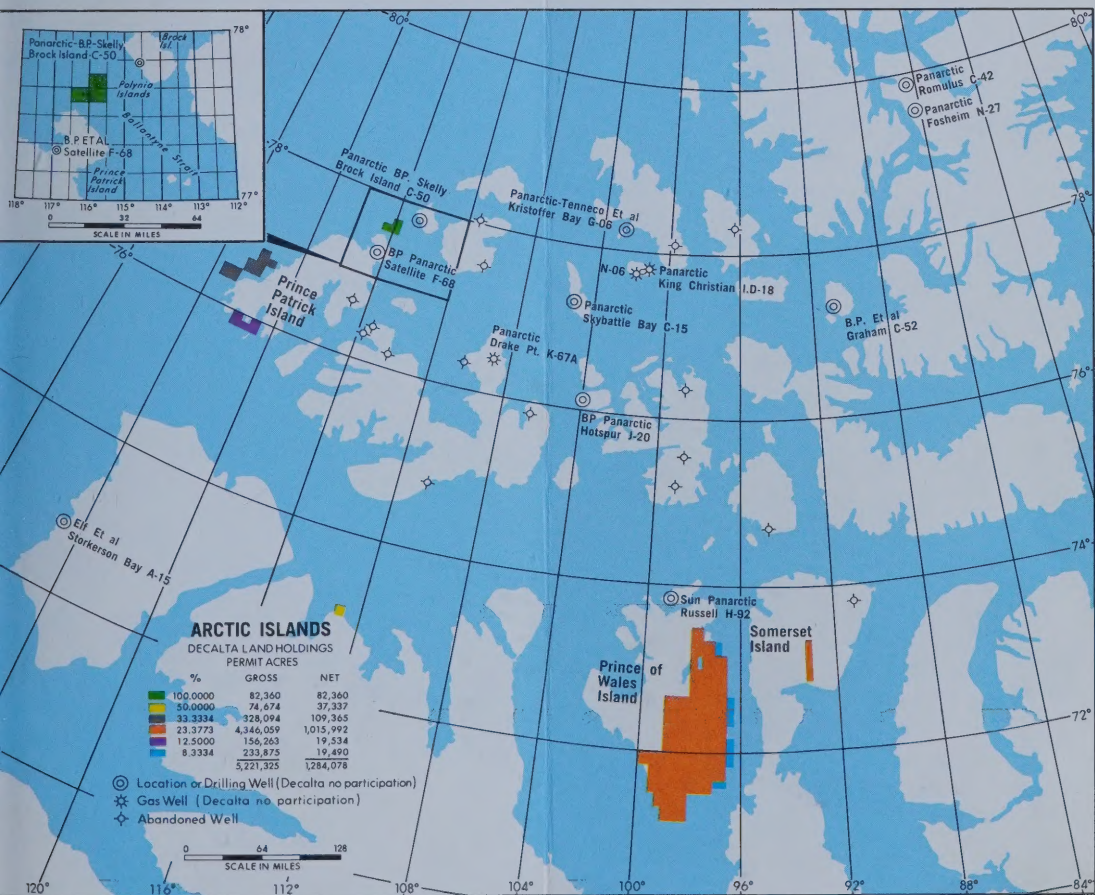 78°
Brock
Isl.
Panarctic-B.P.-Skelly
Brock Island-C-50
Polynia
Islands
Ballantyne Strait
B.P. ET AL
Satellite F-68
Prince
Patrick
Island
77°
118° 117° 116° 115° 114° 113° 112°
0 32 64
SCALE IN MILES
80°
80°
Panarctic
Romulus C-42
Panarctic
Fosheim N-27
78°
Panarctic BP. Skelly
Brock Island C-50
Panarctic-Tenneco Et al
Kristoffer Bay G-06
78°
BP Panarctic
Satellite F-68
N-06
Panarctic
King Christian I.D-18
76°
Prince
Patrick
Island
Panarctic
Skybattle Bay C-15
B.P. Et al
Graham C-52
Panarctic
Drake Pt. K-67A
76°
BP Panarctic
Hotspur J-20
Elf Et al
Storkerson Bay A-15
74°
Sun Panarctic
Russell H-92
Somerset
Island
Prince of
Wales
Island
72°
ARCTIC ISLANDS
DECALTA LAND HOLDINGS
PERMIT ACRES
% GROSS NET
100.0000 82,360 82,360
50.0000 74,674 37,337
33.3334 328,094 109,365
23.3773 4,346,059 1,015,992
12.5000 156,263 19,534
8.3334 233,875 19,490
5,221,325 1,284,078
Location or Drilling Well (Decalta no participation)
Gas Well (Decalta no participation)
Abandoned Well
0 64 128
SCALE IN MILES
120° 116° 112° 108° 104° 100° 96° 92° 88° 84°